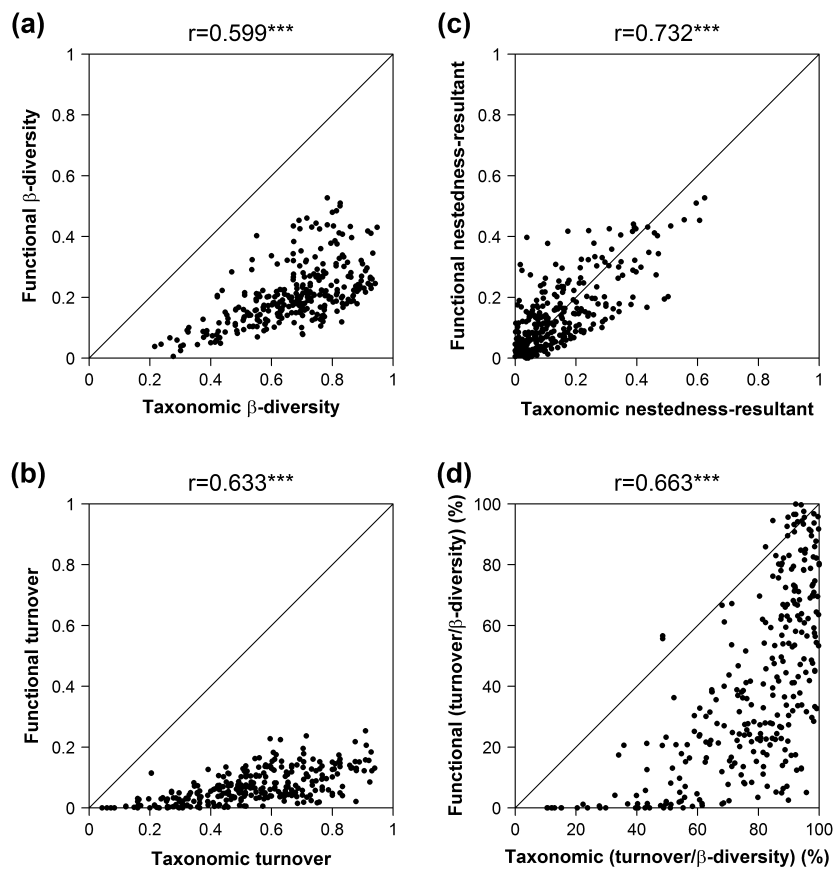 (a)
r=0.599***
1
0.8
0.6
0.4
0.2
0
Functional β-diversity
0 0.2 0.4 0.6 0.8 1
Taxonomic β-diversity
(c)
r=0.732***
1
0.8
0.6
0.4
0.2
0
Functional nestedness-resultant
0 0.2 0.4 0.6 0.8 1
Taxonomic nestedness-resultant
(b)
r=0.633***
1
0.8
0.6
0.4
0.2
0
Functional turnover
0 0.2 0.4 0.6 0.8 1
Taxonomic turnover
(d)
r=0.663***
100
80
60
40
20
0
Functional (turnover/β-diversity) (%)
0 20 40 60 80 100
Taxonomic (turnover/β-diversity) (%)